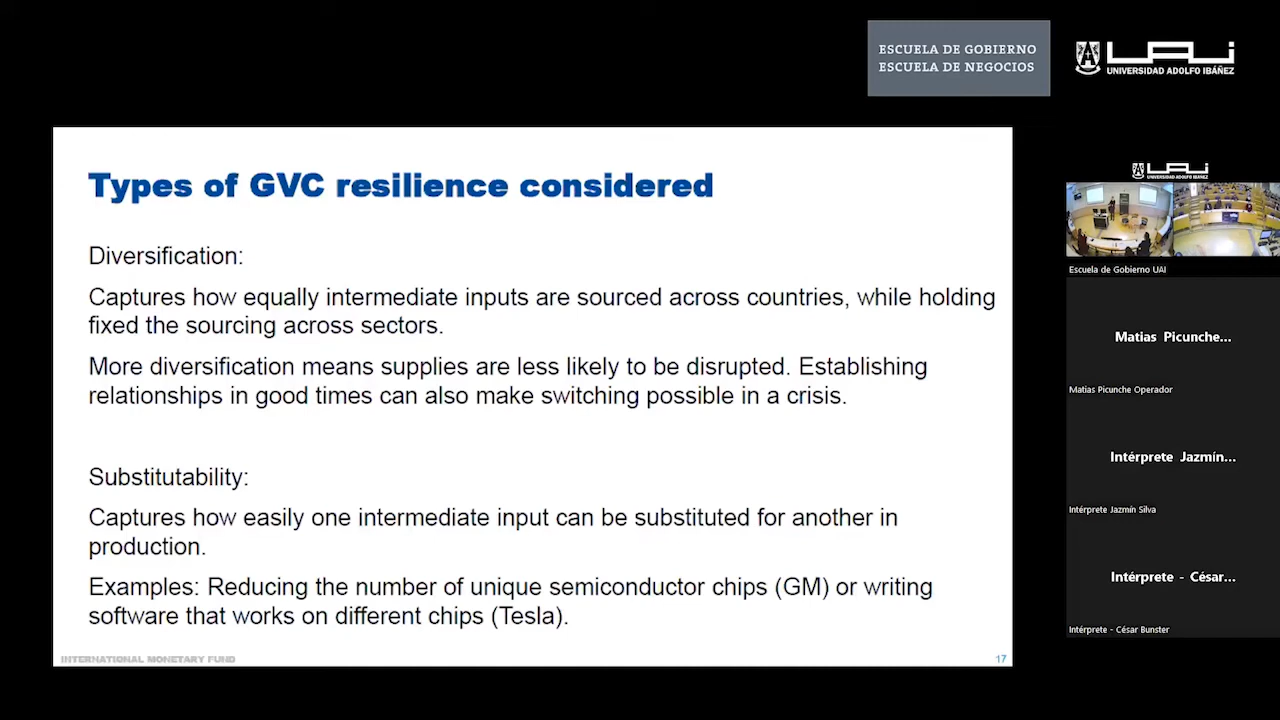 ESCUELA DE GOBIERNO
ESCUELA DE NEGOCIOS
UAI
UNIVERSIDAD ADOLFO IBÁÑEZ
Types of GVC resilience considered
Diversification:
Captures how equally intermediate inputs are sourced across countries, while holding
fixed the sourcing across sectors.
More diversification means supplies are less likely to be disrupted. Establishing
relationships in good times can also make switching possible in a crisis.
Substitutability:
Captures how easily one intermediate input can be substituted for another in
production.
Examples: Reducing the number of unique semiconductor chips (GM) or writing
software that works on different chips (Tesla).
INTERNATIONAL MONETARY FUND
17
UAI
UNIVERSIDAD ADOLFO IBÁÑEZ
Escuela de Gobierno UAI
Matias Picunche...
Matias Picunche Operador
Intérprete Jazmín...
Intérprete Jazmín Silva
Intérprete - César...
Intérprete - César Bunster